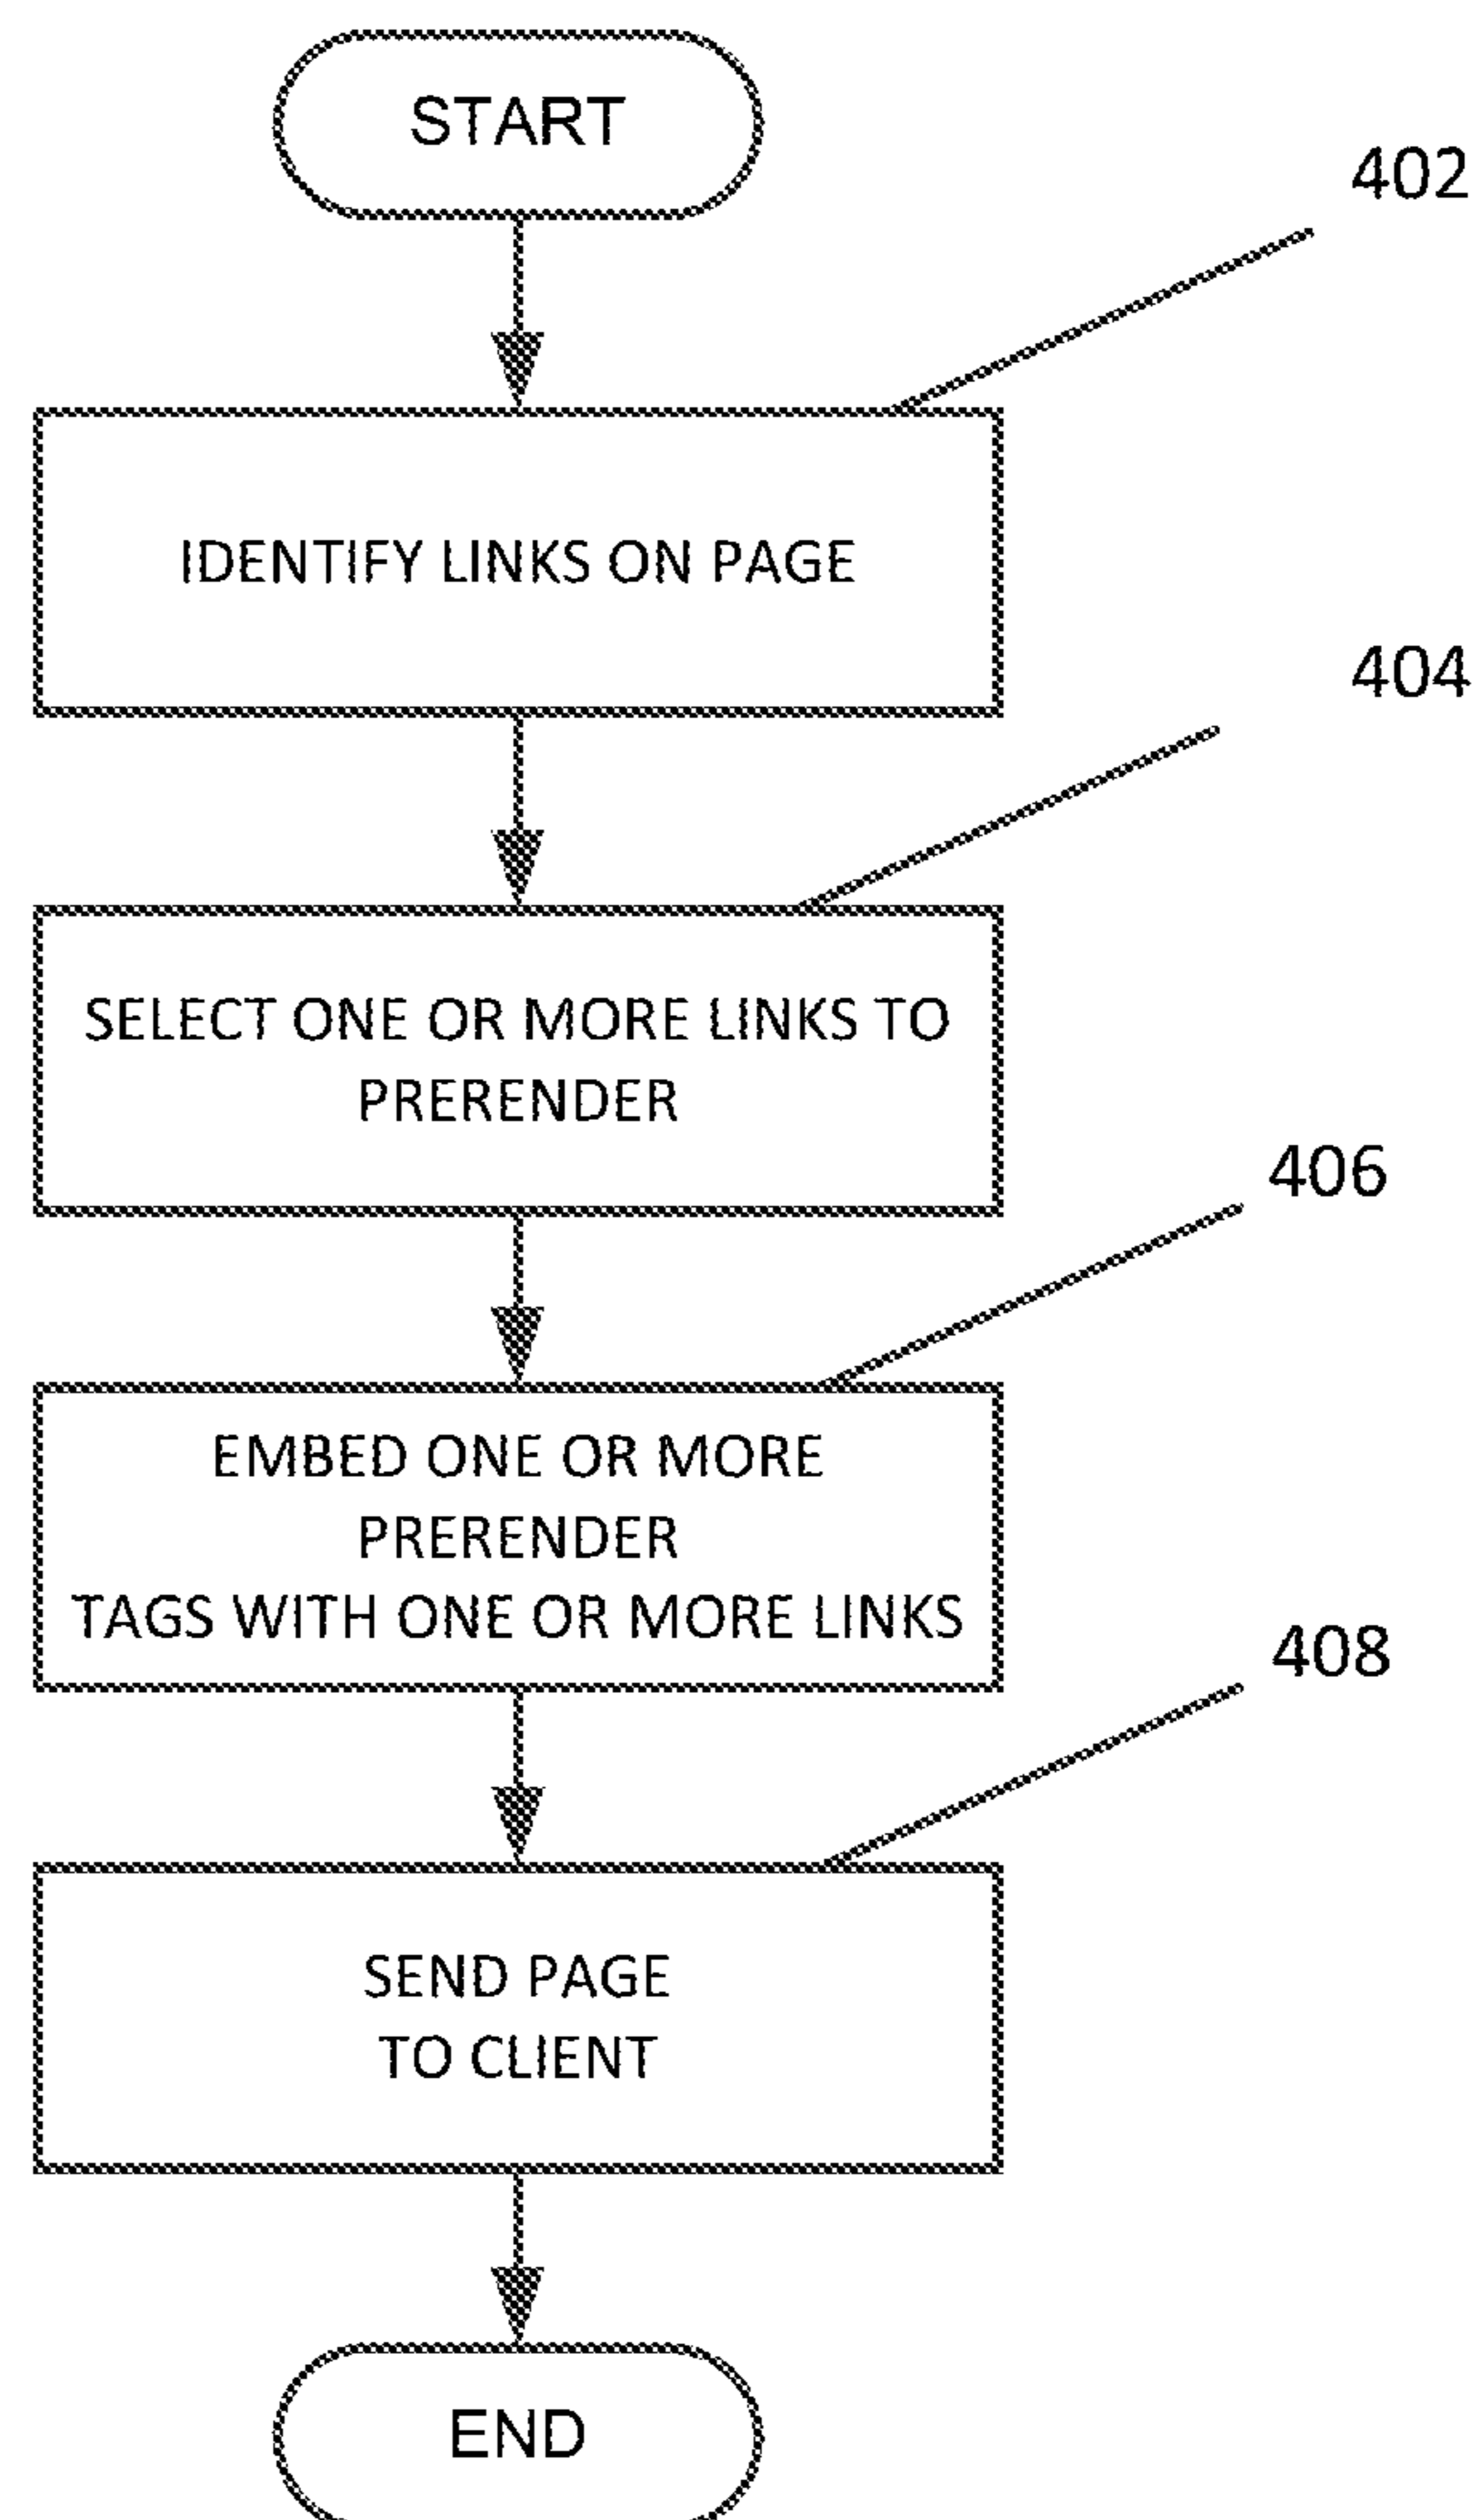 START
402
IDENTIFY LINKS ON PAGE
404
SELECT ONE OR MORE LINKS TO
PRERENDER
406
EMBED ONE OR MORE
PRERENDER
TAGS WITH ONE OR MORE LINKS
408
SEND PAGE
TO CLIENT
END